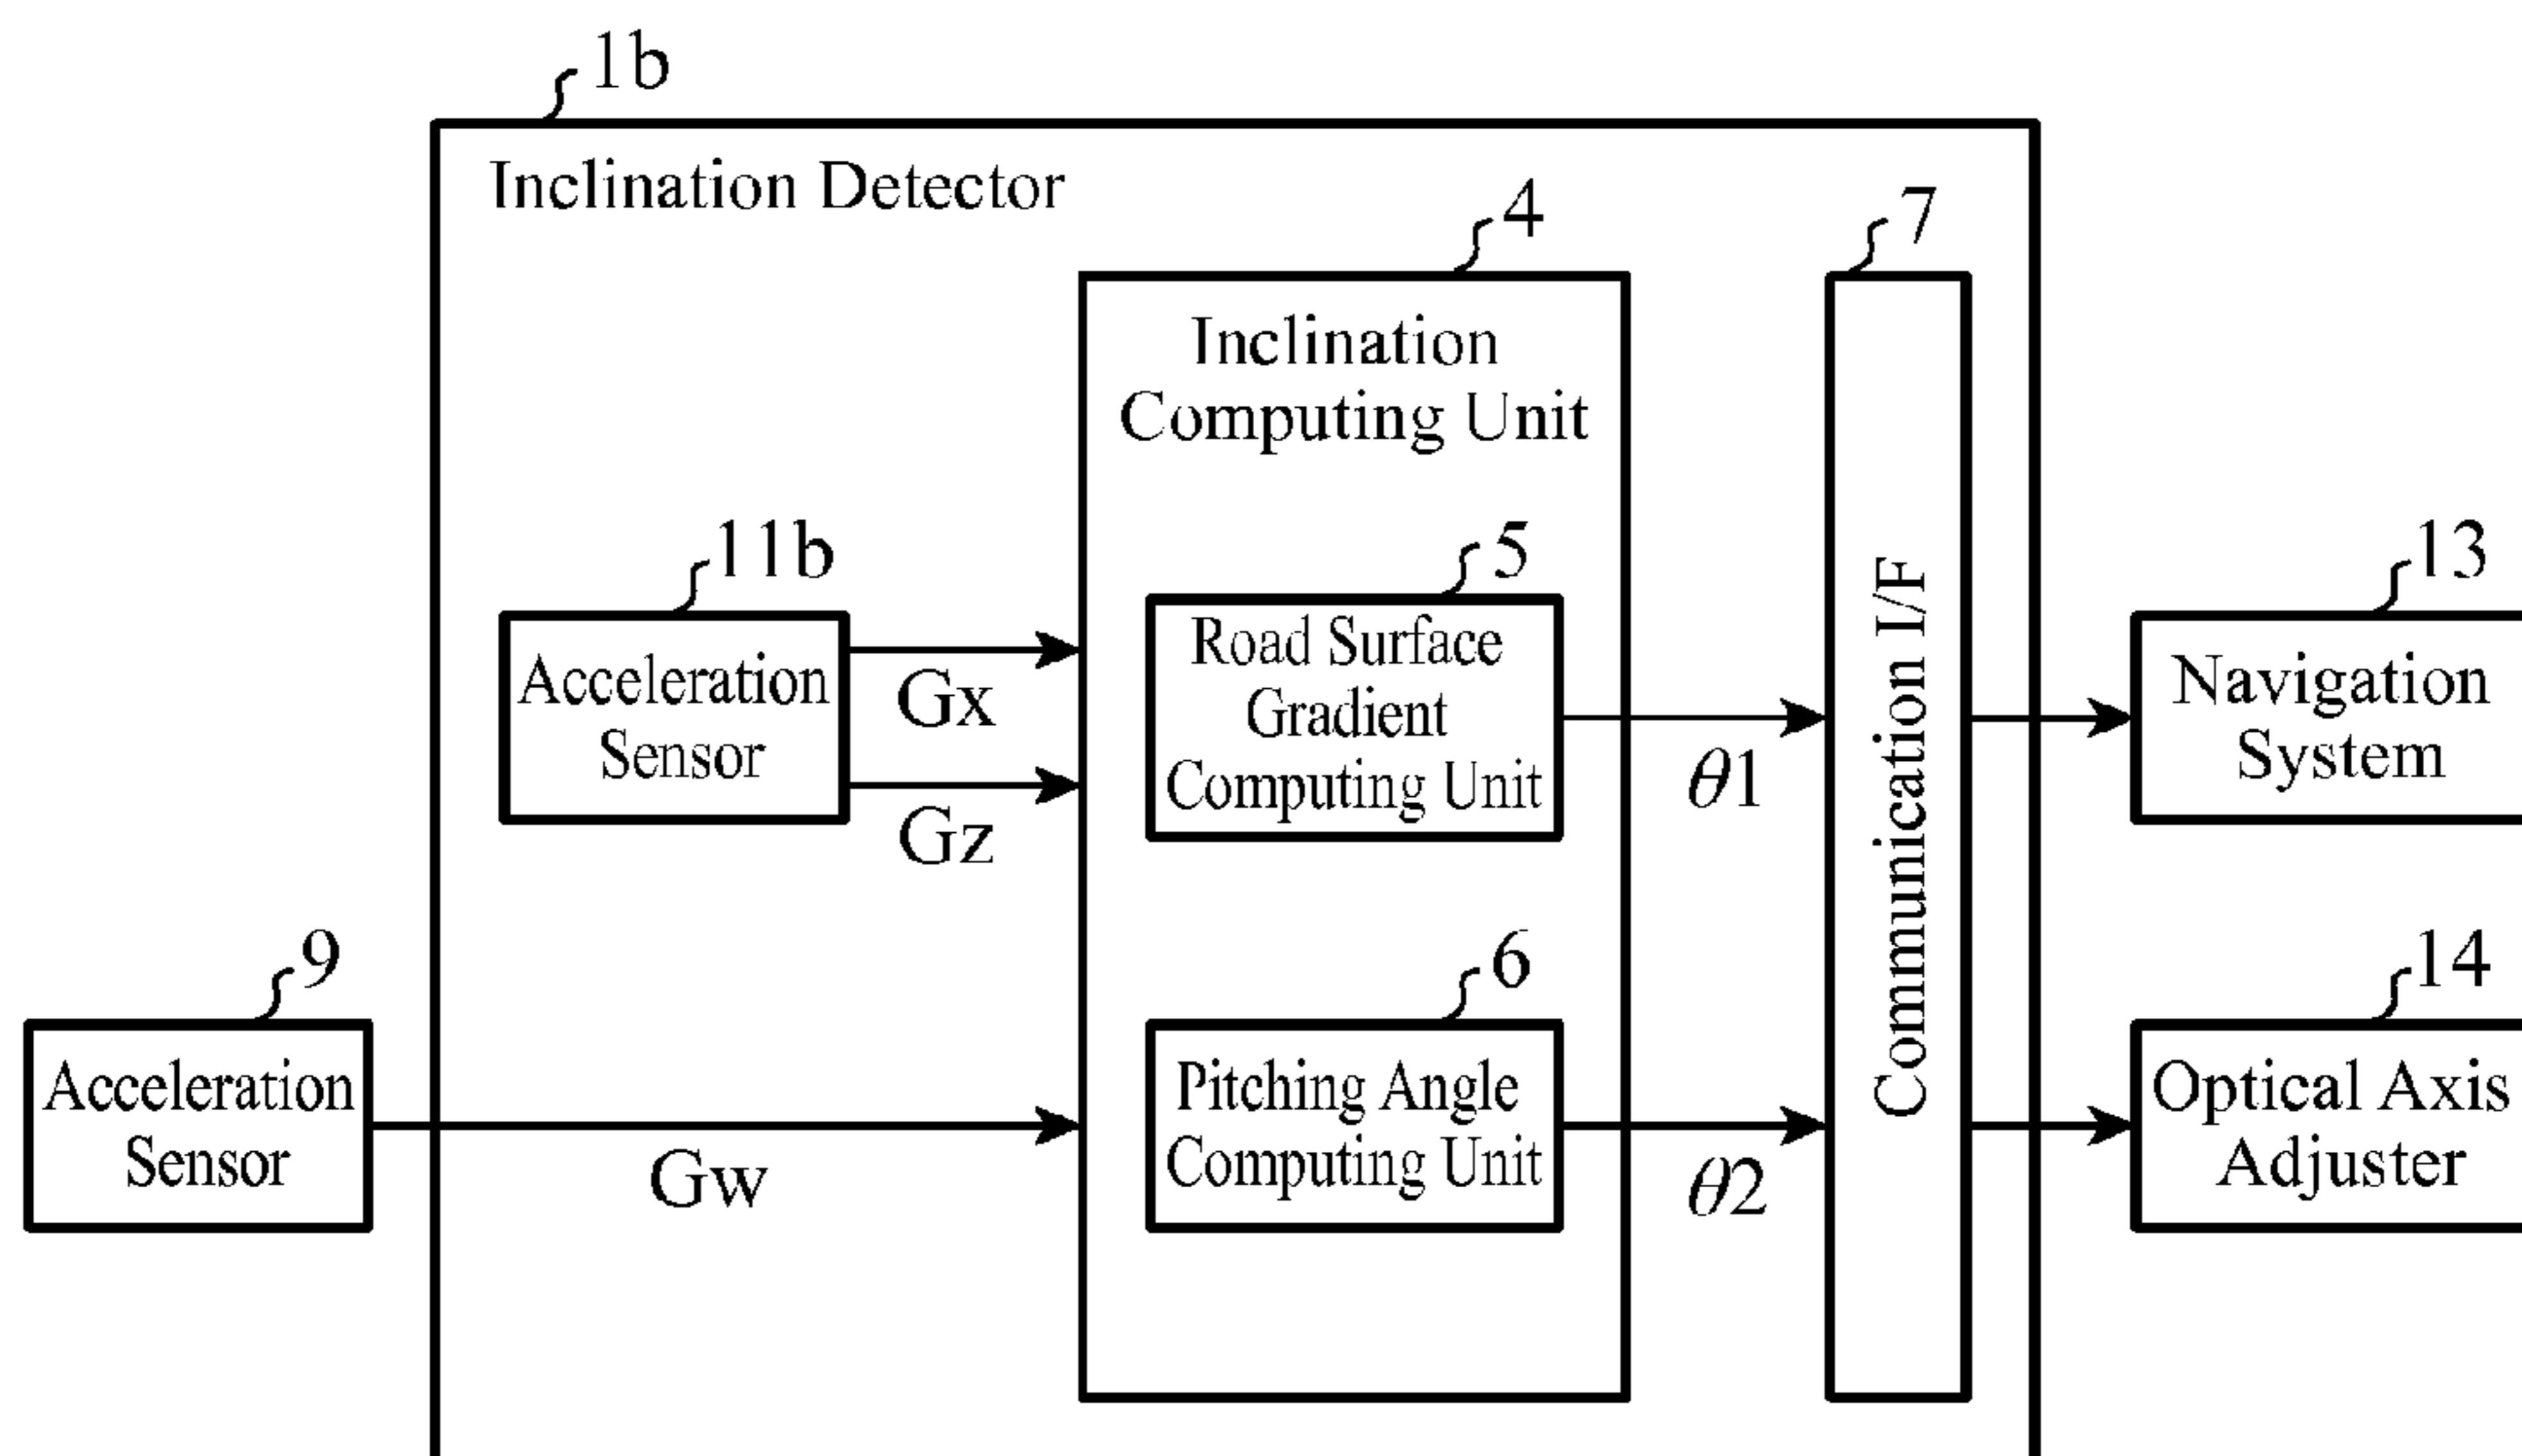 1b
Inclination Detector
4
7
Inclination
Computing Unit
11b
5
13
Acceleration
Sensor
Gx
Gz
Road Surface
Gradient
Computing Unit
θ1
Communication I/F
Navigation
System
9
6
14
Acceleration
Sensor
Gw
Pitching Angle
Computing Unit
θ2
Optical Axis
Adjuster